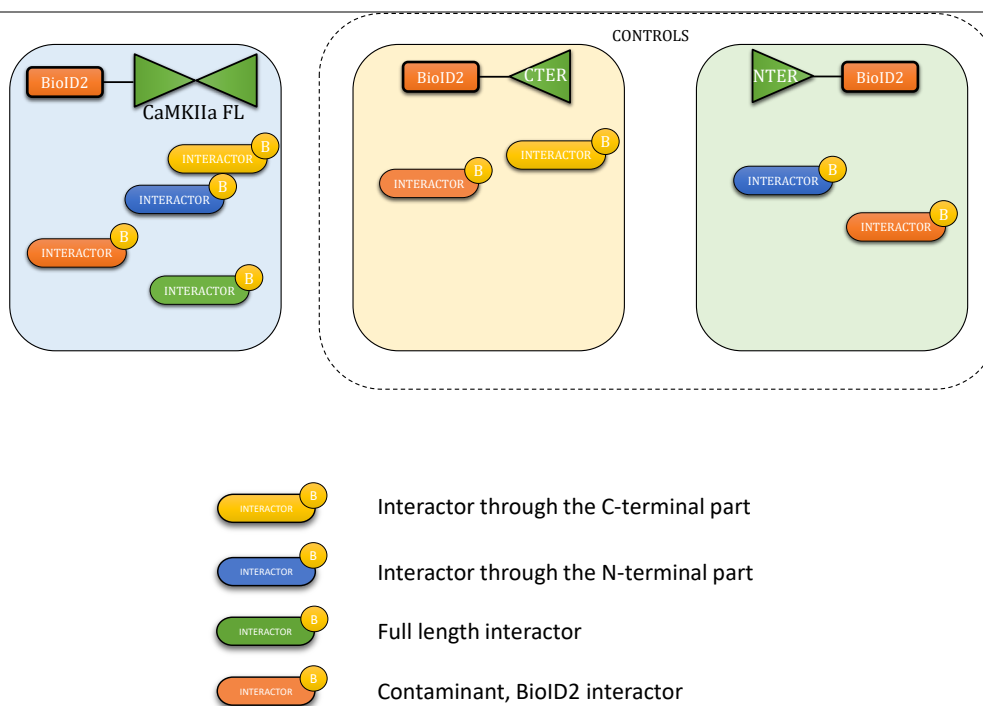 CONTROLS
BioID2
CaMKIIa FL
INTERACTOR B
INTERACTOR B
INTERACTOR B
INTERACTOR B
BioID2 CTER
INTERACTOR B
INTERACTOR B
NTER BioID2
INTERACTOR B
INTERACTOR B
INTERACTOR B Interactor through the C-terminal part
INTERACTOR B Interactor through the N-terminal part
INTERACTOR B Full length interactor
INTERACTOR B Contaminant, BioID2 interactor